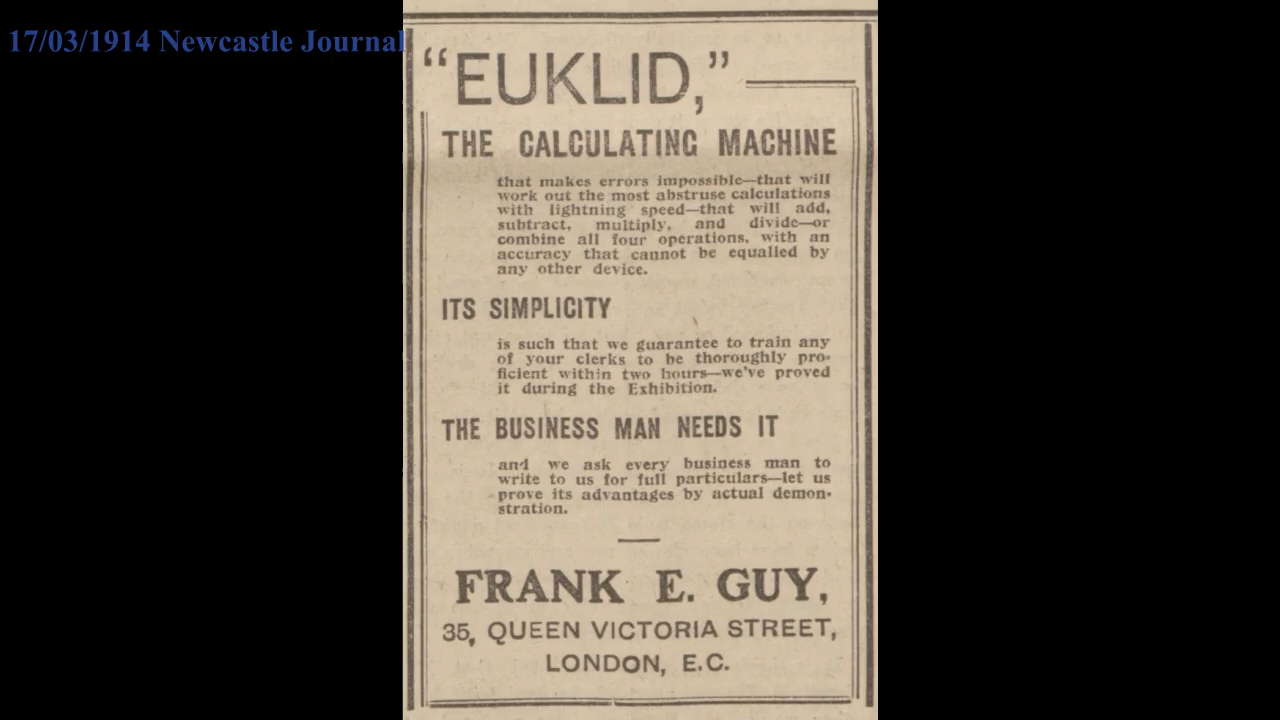 17/03/1914 Newcastle Journal
"EUKLID,"
THE CALCULATING MACHINE
that makes errors impossible—that will
work out the most abstruse calculations
with lightning speed—that will add,
subtract, multiply, and divide—or
combine all four operations, with an
accuracy that cannot be equalled by
any other device.
ITS SIMPLICITY
is such that we guarantee to train any
of your clerks to be thoroughly pro-
ficient within two hours—we've proved
it during the Exhibition.
THE BUSINESS MAN NEEDS IT
and we ask every business man to
write to us for full particulars—let us
prove its advantages by actual demon-
stration.
FRANK E. GUY,
35, QUEEN VICTORIA STREET,
LONDON, E.C.